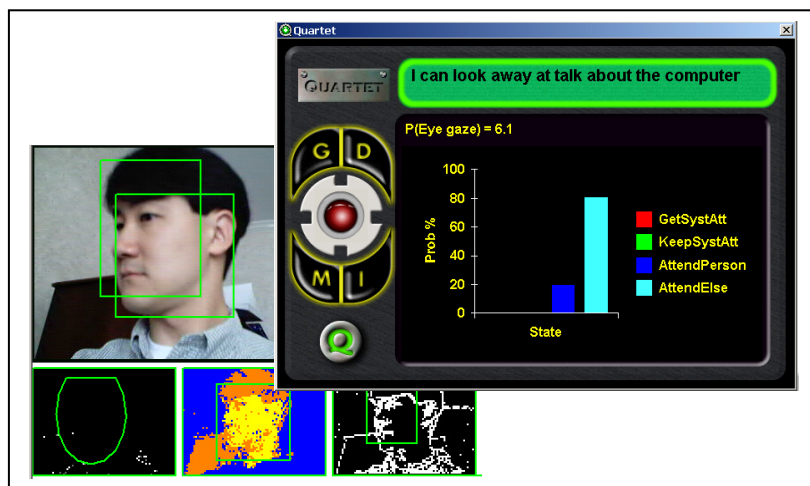 Quartet
QUARTET
I can look away at talk about the computer
P(Eye gaze) = 6.1
G D
M I
Q
100
80
60
40
20
0
Prob %
State
GetSystAtt
KeepSystAtt
AttendPerson
AttendElse